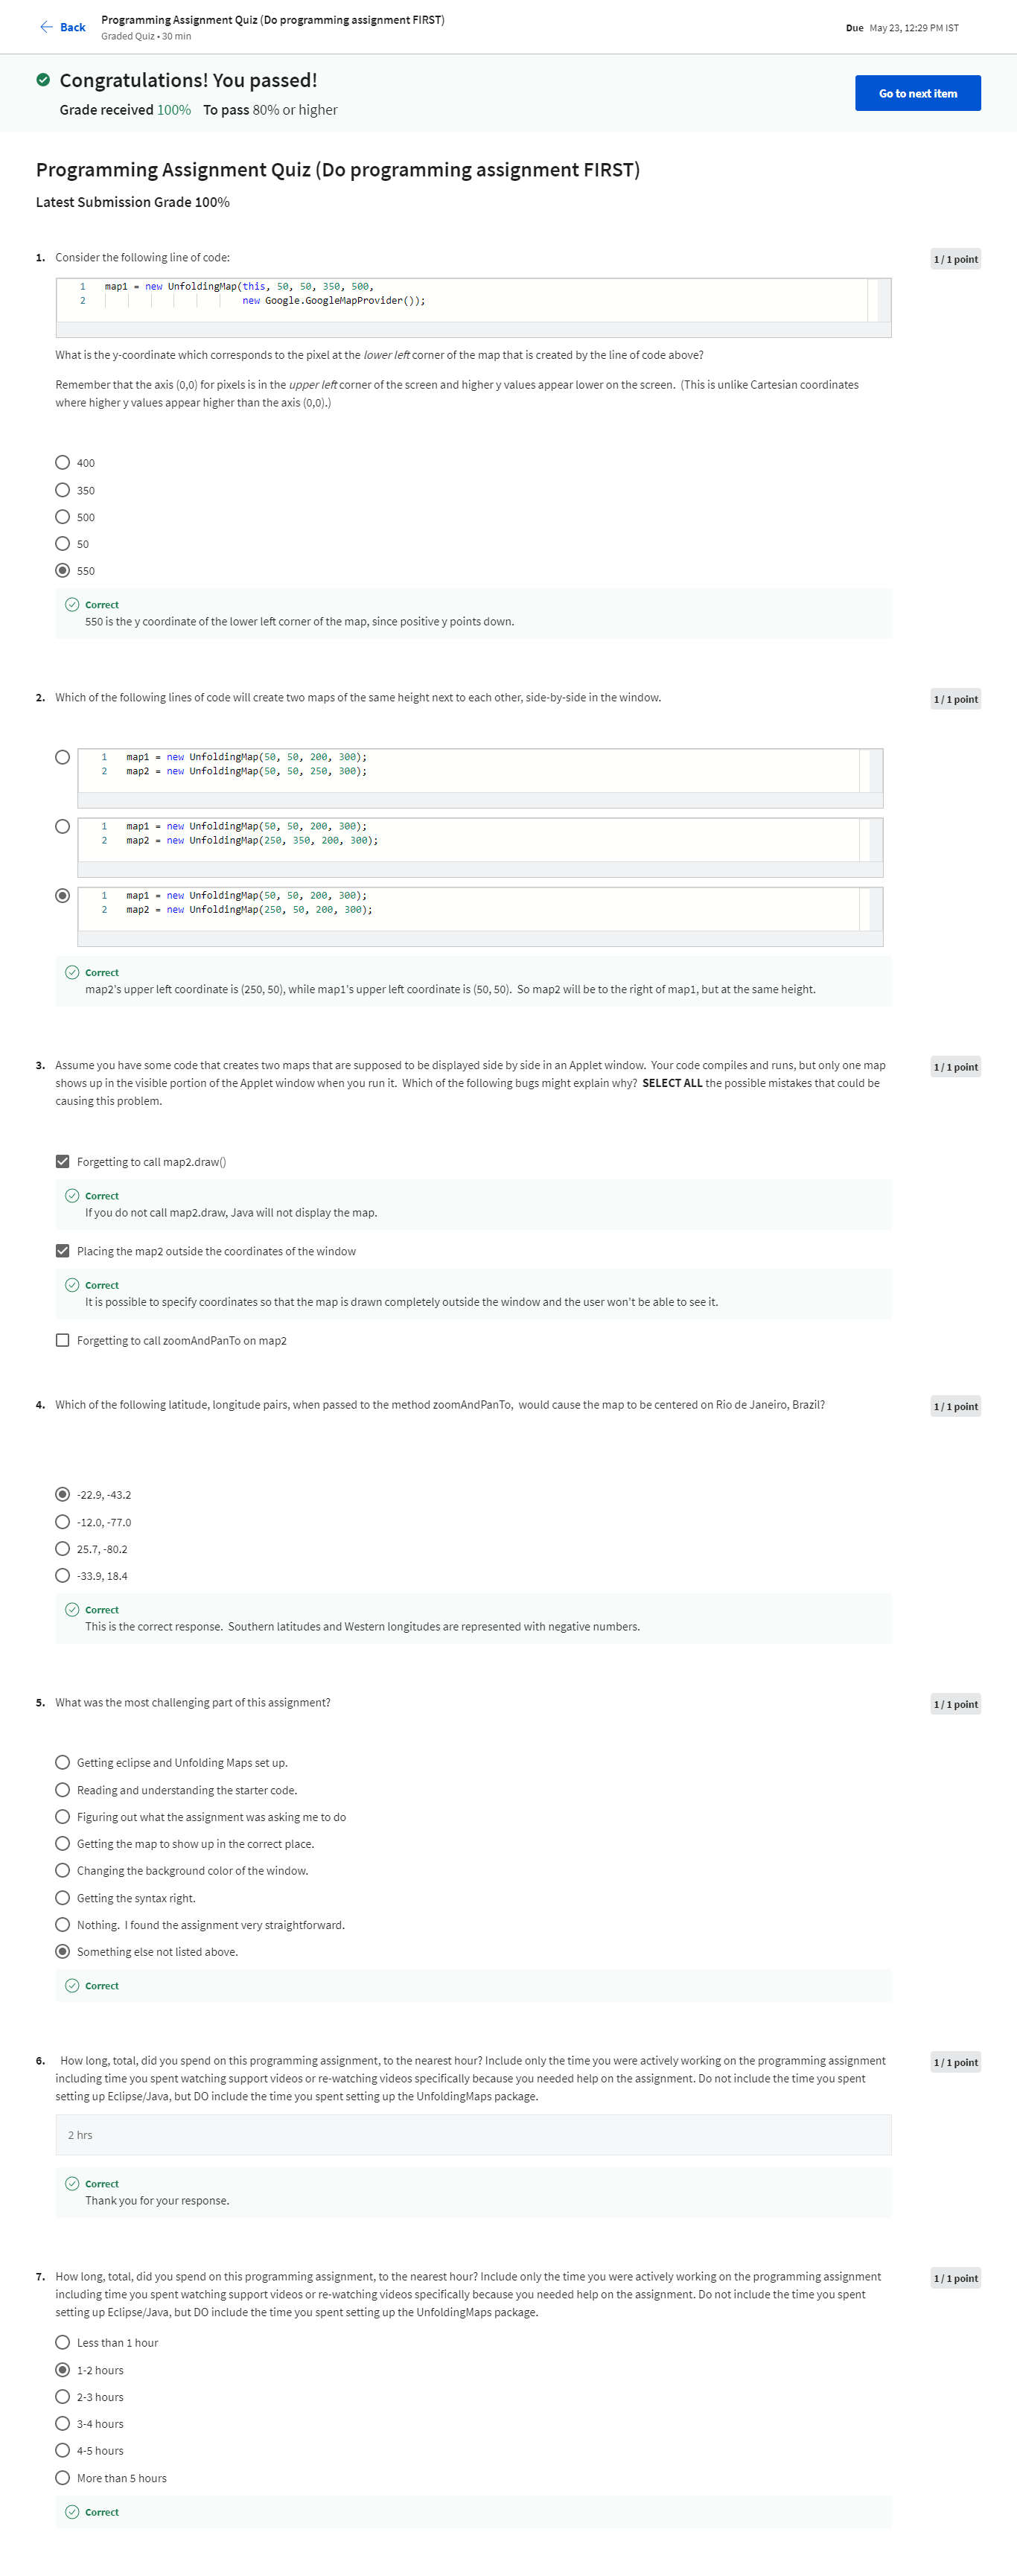 Back
Programming Assignment Quiz (Do programming assignment FIRST)
Graded Quiz • 30 min
Due May 23, 12:29 PM IST
Congratulations! You passed!
Grade received 100% To pass 80% or higher
Go to next item
Programming Assignment Quiz (Do programming assignment FIRST)
Latest Submission Grade 100%
1. Consider the following line of code:
1 / 1 point
1 map1 = new UnfoldingMap(this, 50, 50, 350, 500,
2 new Google.GoogleMapProvider());
What is the y-coordinate which corresponds to the pixel at the lower left corner of the map that is created by the line of code above?
Remember that the axis (0,0) for pixels is in the upper left corner of the screen and higher y values appear lower on the screen. (This is unlike Cartesian coordinates
where higher y values appear higher than the axis (0,0).)
400
350
500
50
550
Correct
550 is the y coordinate of the lower left corner of the map, since positive y points down.
2. Which of the following lines of code will create two maps of the same height next to each other, side-by-side in the window.
1 / 1 point
1 map1 = new UnfoldingMap(50, 50, 200, 300);
2 map2 = new UnfoldingMap(50, 50, 250, 300);
1 map1 = new UnfoldingMap(50, 50, 200, 300);
2 map2 = new UnfoldingMap(250, 350, 200, 300);
1 map1 = new UnfoldingMap(50, 50, 200, 300);
2 map2 = new UnfoldingMap(250, 50, 200, 300);
Correct
map2's upper left coordinate is (250, 50), while map1's upper left coordinate is (50, 50). So map2 will be to the right of map1, but at the same height.
3. Assume you have some code that creates two maps that are supposed to be displayed side by side in an Applet window. Your code compiles and runs, but only one map
1 / 1 point
shows up in the visible portion of the Applet window when you run it. Which of the following bugs might explain why? SELECT ALL the possible mistakes that could be
causing this problem.
Forgetting to call map2.draw()
Correct
If you do not call map2.draw, Java will not display the map.
Placing the map2 outside the coordinates of the window
Correct
It is possible to specify coordinates so that the map is drawn completely outside the window and the user won't be able to see it.
Forgetting to call zoomAndPanTo on map2
4. Which of the following latitude, longitude pairs, when passed to the method zoomAndPanTo, would cause the map to be centered on Rio de Janeiro, Brazil?
1 / 1 point
-22.9, -43.2
-12.0, -77.0
25.7, -80.2
-33.9, 18.4
Correct
This is the correct response. Southern latitudes and Western longitudes are represented with negative numbers.
5. What was the most challenging part of this assignment?
1 / 1 point
Getting eclipse and Unfolding Maps set up.
Reading and understanding the starter code.
Figuring out what the assignment was asking me to do
Getting the map to show up in the correct place.
Changing the background color of the window.
Getting the syntax right.
Nothing. I found the assignment very straightforward.
Something else not listed above.
Correct
6. How long, total, did you spend on this programming assignment, to the nearest hour? Include only the time you were actively working on the programming assignment
1 / 1 point
including time you spent watching support videos or re-watching videos specifically because you needed help on the assignment. Do not include the time you spent
setting up Eclipse/Java, but DO include the time you spent setting up the UnfoldingMaps package.
2 hrs
Correct
Thank you for your response.
7. How long, total, did you spend on this programming assignment, to the nearest hour? Include only the time you were actively working on the programming assignment
1 / 1 point
including time you spent watching support videos or re-watching videos specifically because you needed help on the assignment. Do not include the time you spent
setting up Eclipse/Java, but DO include the time you spent setting up the UnfoldingMaps package.
Less than 1 hour
1-2 hours
2-3 hours
3-4 hours
4-5 hours
More than 5 hours
Correct